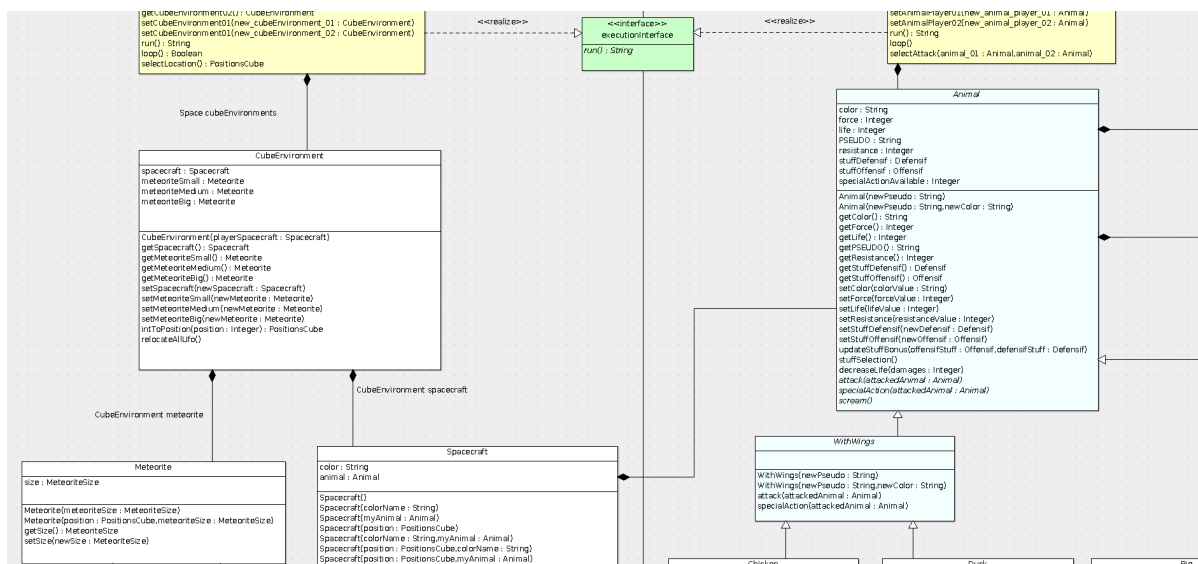 getCubeEnvironment02() : CubeEnvironment
setCubeEnvironment01(new_cubeEnvironment_01 : CubeEnvironment)
setCubeEnvironment01(new_cubeEnvironment_02 : CubeEnvironment)
run() : String
loop() : Boolean
selectLocation() : PositionsCube
<<realize>>
<<interface>>
executionInterface
run() : String
<<realize>>
setAnimalPlayer01(new_animal_player_01 : Animal)
setAnimalPlayer02(new_animal_player_02 : Animal)
run() : String
loop()
selectAttack(animal_01 : Animal,animal_02 : Animal)
Space cubeEnvironments
CubeEnvironment
spacecraft : Spacecraft
meteoriteSmall : Meteorite
meteoriteMedium : Meteorite
meteoriteBig : Meteorite
CubeEnvironment(playerSpacecraft : Spacecraft)
getSpacecraft() : Spacecraft
getMeteoriteSmall() : Meteorite
getMeteoriteMedium() : Meteorite
getMeteoriteBig() : Meteorite
setSpacecraft(newSpacecraft : Spacecraft)
setMeteoriteSmall(newMeteorite : Meteorite)
setMeteoriteMedium(newMeteorite : Meteorite)
setMeteoriteBig(newMeteorite : Meteorite)
intToPosition(position : Integer) : PositionsCube
relocateAllUfo()
Animal
color : String
force : Integer
life : Integer
PSEUDO : String
resistance : Integer
stuffDefensif : Defensif
stuffOffensif : Offensif
specialActionAvailable : Integer
Animal(newPseudo : String)
Animal(newPseudo : String,newColor : String)
getColor() : String
getForce() : Integer
getLife() : Integer
getPSEUDO() : String
getResistance() : Integer
getStuffDefensif() : Defensif
getStuffOffensif() : Offensif
setColor(colorValue : String)
setForce(forceValue : Integer)
setLife(lifeValue : Integer)
setResistance(resistanceValue : Integer)
setStuffDefensif(newDefensif : Defensif)
setStuffOffensif(newOffensif : Offensif)
updateStuffBonus(offensifStuff : Offensif,defensifStuff : Defensif)
stuffSelection()
decreaseLife(damages : Integer)
attack(attackedAnimal : Animal)
specialAction(attackedAnimal : Animal)
scream()
CubeEnvironment meteorite
CubeEnvironment spacecraft
Meteorite
size : MeteoriteSize
Meteorite(meteoriteSize : MeteoriteSize)
Meteorite(position : PositionsCube,meteoriteSize : MeteoriteSize)
getSize() : MeteoriteSize
setSize(newSize : MeteoriteSize)
Spacecraft
color : String
animal : Animal
Spacecraft()
Spacecraft(colorName : String)
Spacecraft(myAnimal : Animal)
Spacecraft(position : PositionsCube)
Spacecraft(colorName : String,myAnimal : Animal)
Spacecraft(position : PositionsCube,colorName : String)
Spacecraft(position : PositionsCube,myAnimal : Animal)
WithWings
WithWings(newPseudo : String)
WithWings(newPseudo : String,newColor : String)
attack(attackedAnimal : Animal)
specialAction(attackedAnimal : Animal)
Chicken
Duck